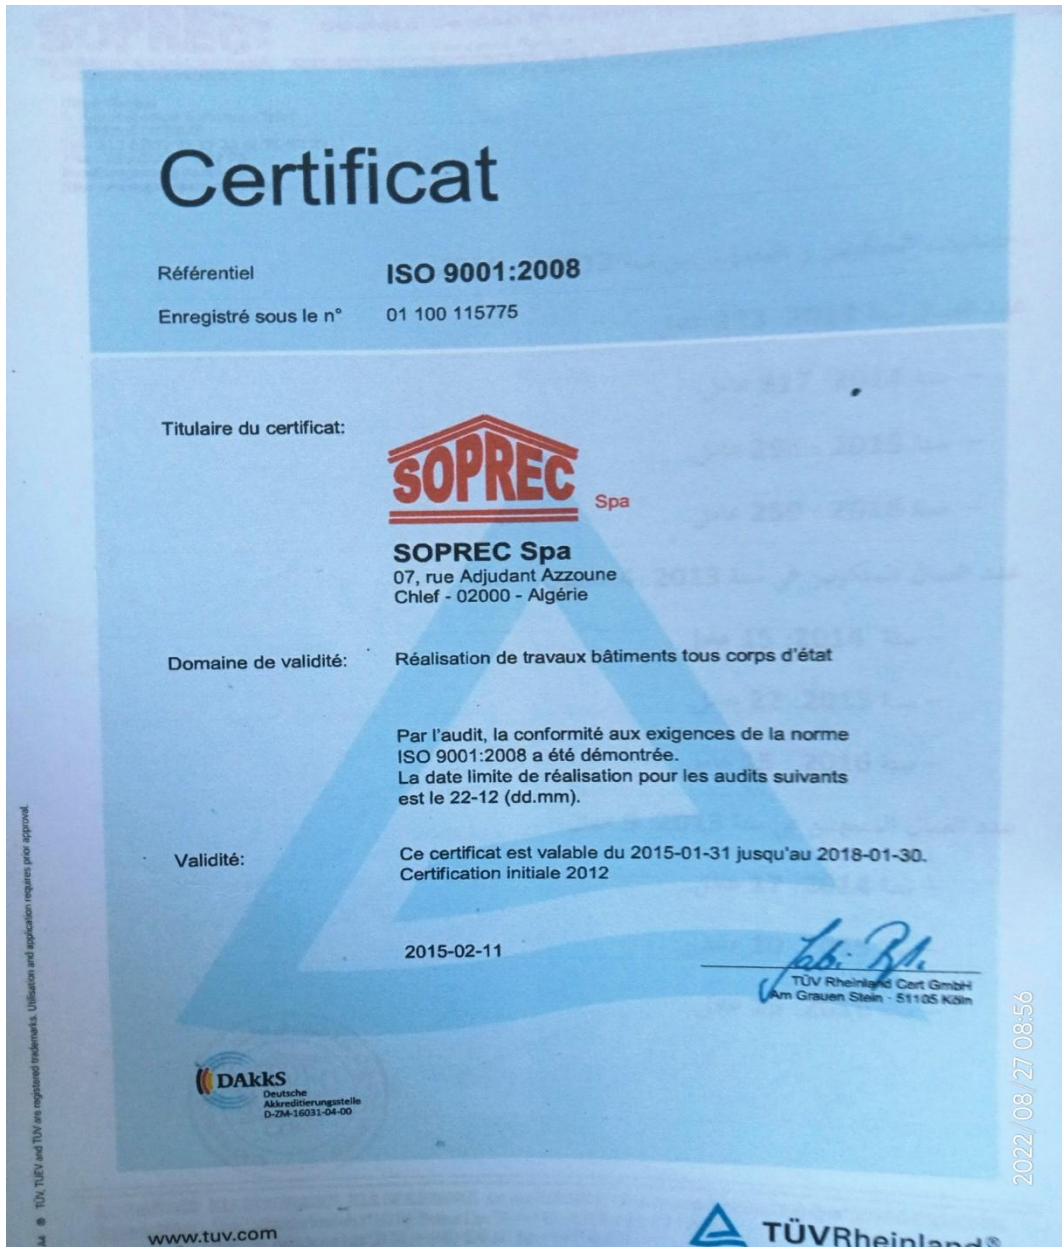 Certificat
Référentiel ISO 9001:2008
Enregistré sous le n° 01 100 115775
Titulaire du certificat:
SOPREC Spa
SOPREC Spa
07, rue Adjudant Azzoune
Chlef - 02000 - Algérie
Domaine de validité: Réalisation de travaux bâtiments tous corps d'état
Par l'audit, la conformité aux exigences de la norme
ISO 9001:2008 a été démontrée.
La date limite de réalisation pour les audits suivants
est le 22-12 (dd.mm).
Validité: Ce certificat est valable du 2015-01-31 jusqu'au 2018-01-30.
Certification initiale 2012
2015-02-11
TÜV Rheinland Cert GmbH
Am Grauen Stein - 51105 Köln
DAkkS
Deutsche
Akkreditierungsstelle
D-ZM-16031-04-00
www.tuv.com
TÜVRheinland®
A4 ® TÜV, TUEV and TUV are registered trademarks. Utilisation and application requires prior approval.
2022/08/27 08:56